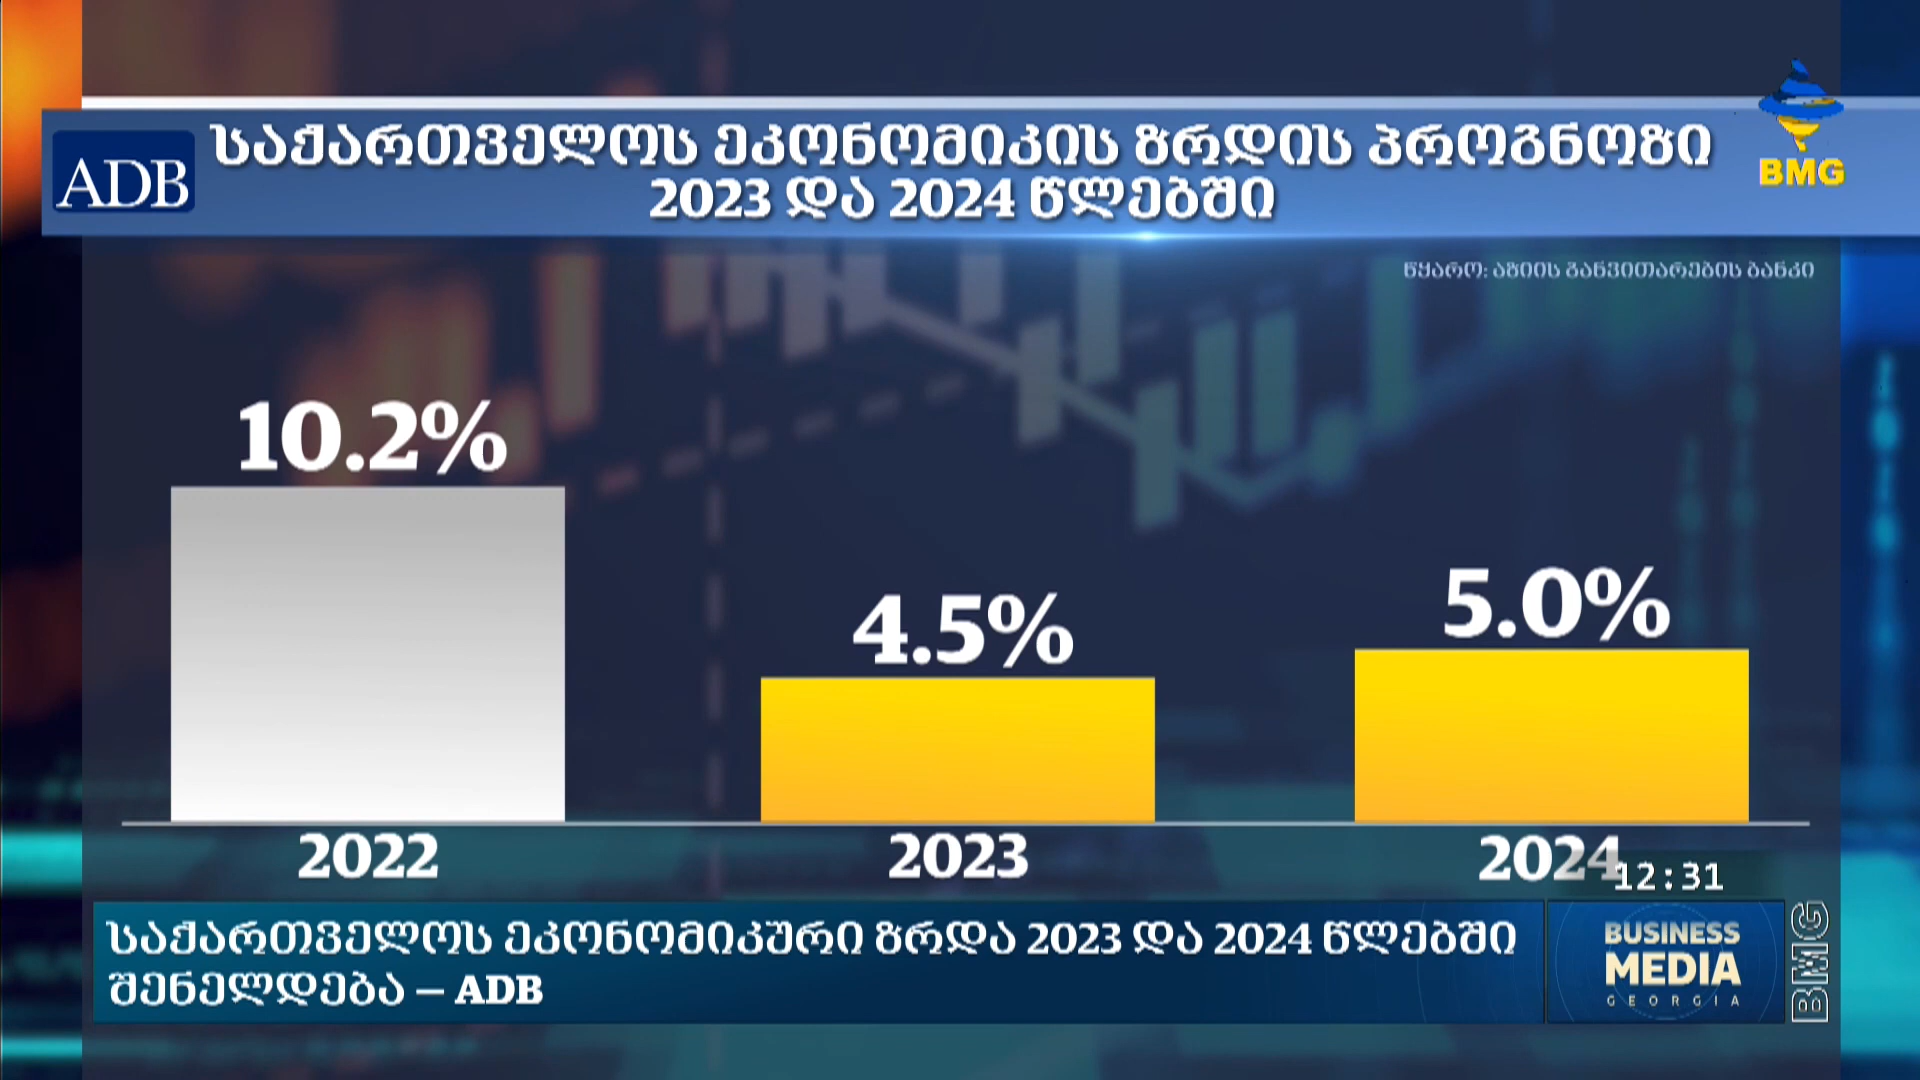 ADB
საქართველოს ეკონომიკის ზრდის პროგნოზი
2023 და 2024 წლებში
BMG
წყარო: აზიის განვითარების ბანკი
10.2%
4.5%
5.0%
2022
2023
2024
12:31
საქართველოს ეკონომიკური ზრდა 2023 და 2024 წლებში
შენელდება – ADB
BUSINESS
MEDIA
GEORGIA
BMG